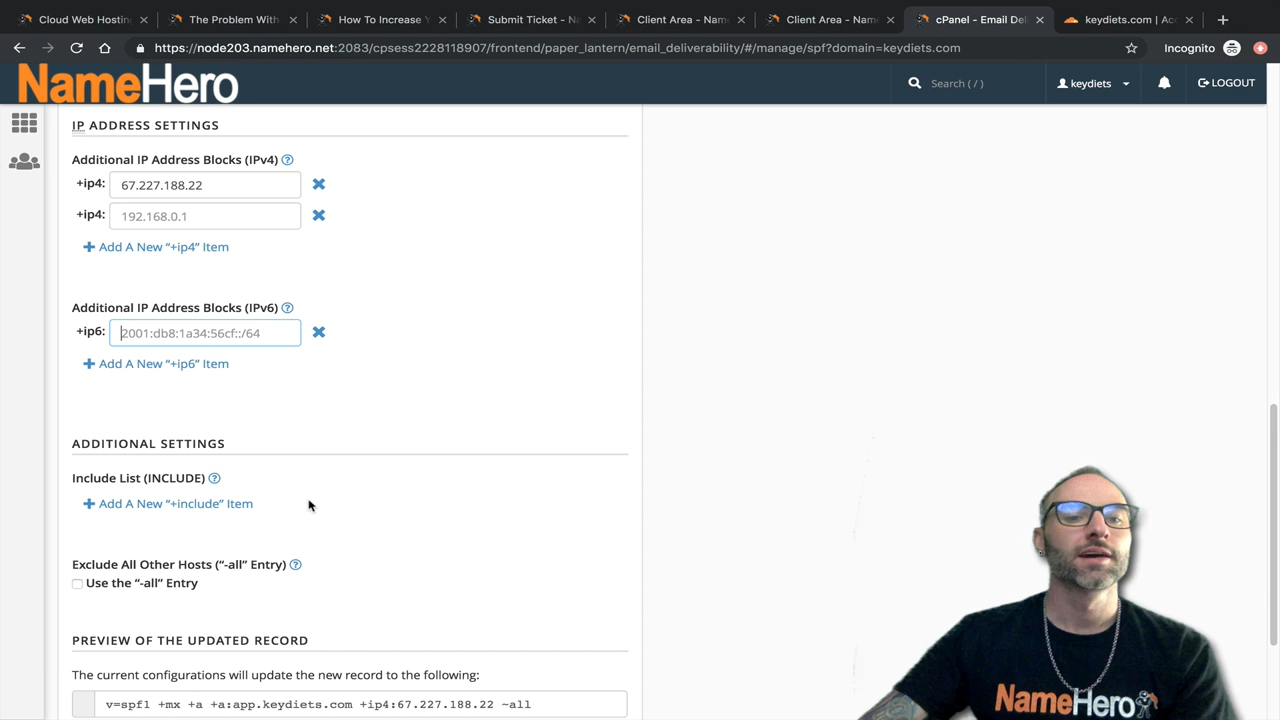 Cloud Web Hosting
The Problem With
How To Increase Y
Submit Ticket - Na
Client Area - Name
Client Area - Name
cPanel - Email Del
keydiets.com | Acc
https://node203.namehero.net:2083/cpsess2228118907/frontend/paper_lantern/email_deliverability/#/manage/spf?domain=keydiets.com
Incognito
NameHero
Search ( / )
keydiets
LOGOUT
IP ADDRESS SETTINGS
Additional IP Address Blocks (IPv4) ?
+ip4: 67.227.188.22
+ip4: 192.168.0.1
+ Add A New “+ip4” Item
Additional IP Address Blocks (IPv6) ?
+ip6: 2001:db8:1a34:56cf::/64
+ Add A New “+ip6” Item
ADDITIONAL SETTINGS
Include List (INCLUDE) ?
+ Add A New “+include” Item
Exclude All Other Hosts (“-all” Entry) ?
Use the “-all” Entry
PREVIEW OF THE UPDATED RECORD
The current configurations will update the new record to the following:
v=spf1 +mx +a +a:app.keydiets.com +ip4:67.227.188.22 ~all
NameHero